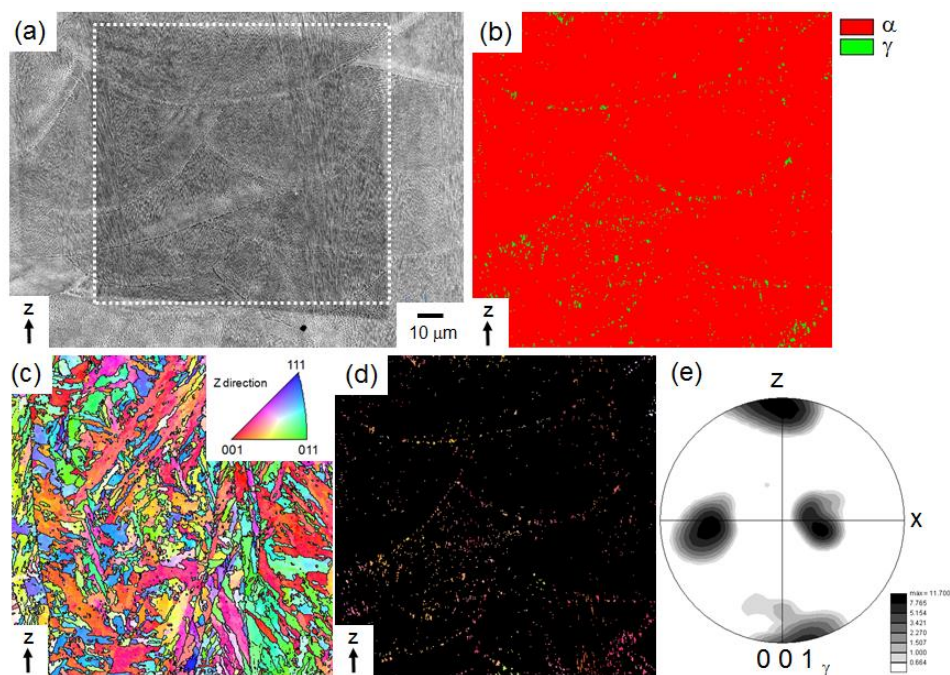 (a)
z
10 μm
(b)
z
α
γ
(c)
Z direction
111
001
011
z
(d)
z
(e)
Z
X
0 0 1 γ
max = 11.700
7.765
5.154
3.421
2.270
1.507
1.000
0.664